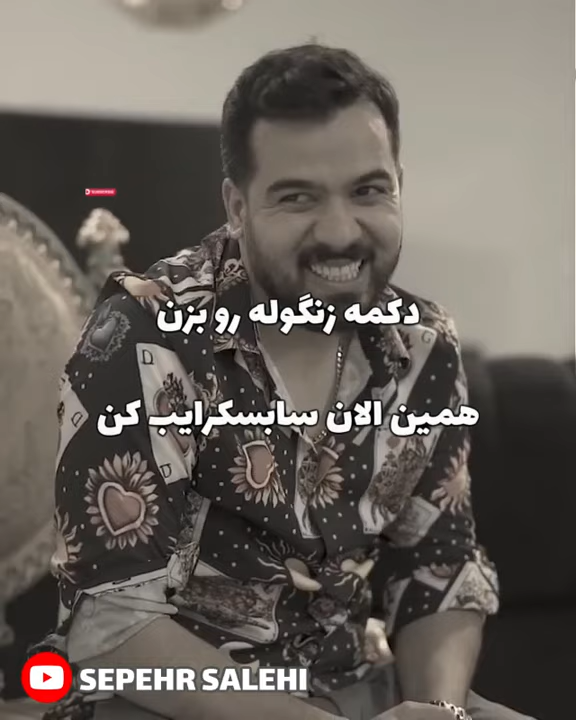 دکمه زنگوله رو بزن
همین الان سابسکرایب کن
SEPEHR SALEHI